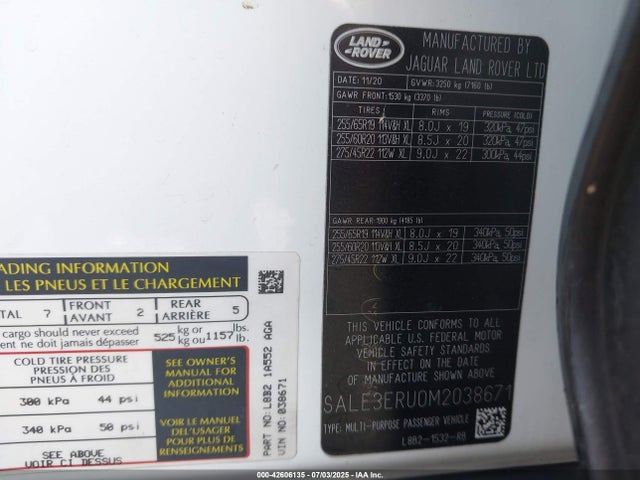 LAND ROVER
MANUFACTURED BY
JAGUAR LAND ROVER LTD
DATE: 11/20 GVWR: 3250 kg (7160 lb)
GAWR FRONT: 1530 kg (3370 lb)
TIRES RIMS PRESSURE (COLD)
255/65R19 114V&H XL 8.0J x 19 320kPa, 47psi
255/60R20 113V&H XL 8.5J x 20 320kPa, 47psi
275/45R22 112W XL 9.0J x 22 300kPa, 44psi
GAWR REAR: 1900 kg (4185 lb)
255/65R19 114V&H XL 8.0J x 19 340kPa, 50psi
255/60R20 113V&H XL 8.5J x 20 340kPa, 50psi
275/45R22 112W XL 9.0J x 22 340kPa, 50psi
THIS VEHICLE CONFORMS TO ALL
APPLICABLE U.S. FEDERAL MOTOR
VEHICLE SAFETY STANDARDS
IN EFFECT ON THE DATE OF
MANUFACTURE SHOWN ABOVE
SALE3ERU0M2038671
TYPE: MULTI-PURPOSE PASSENGER VEHICLE
L8B2-1532-RB
ADING INFORMATION
LES PNEUS ET LE CHARGEMENT
TAL 7 FRONT AVANT 2 REAR ARRIÈRE 5
cargo should never exceed
ent ne doit jamais dépasser 525 kg or kg ou 1157 lbs. lb.
COLD TIRE PRESSURE
PRESSION DES
PNEUS À FROID
300 kPa 44 psi
340 kPa 50 psi
SEE ABOVE
VOIR CI DESSUS
SEE OWNER'S
MANUAL FOR
ADDITIONAL
INFORMATION
VOIR LE MANUEL
DE L'USAGER
POUR PLUS DE
RENSEIGNEMENTS
PART NO: L8B2 1A552 AGA
VIN NO: 038671
000-42606135 - 07/03/2025 - IAAI.COM